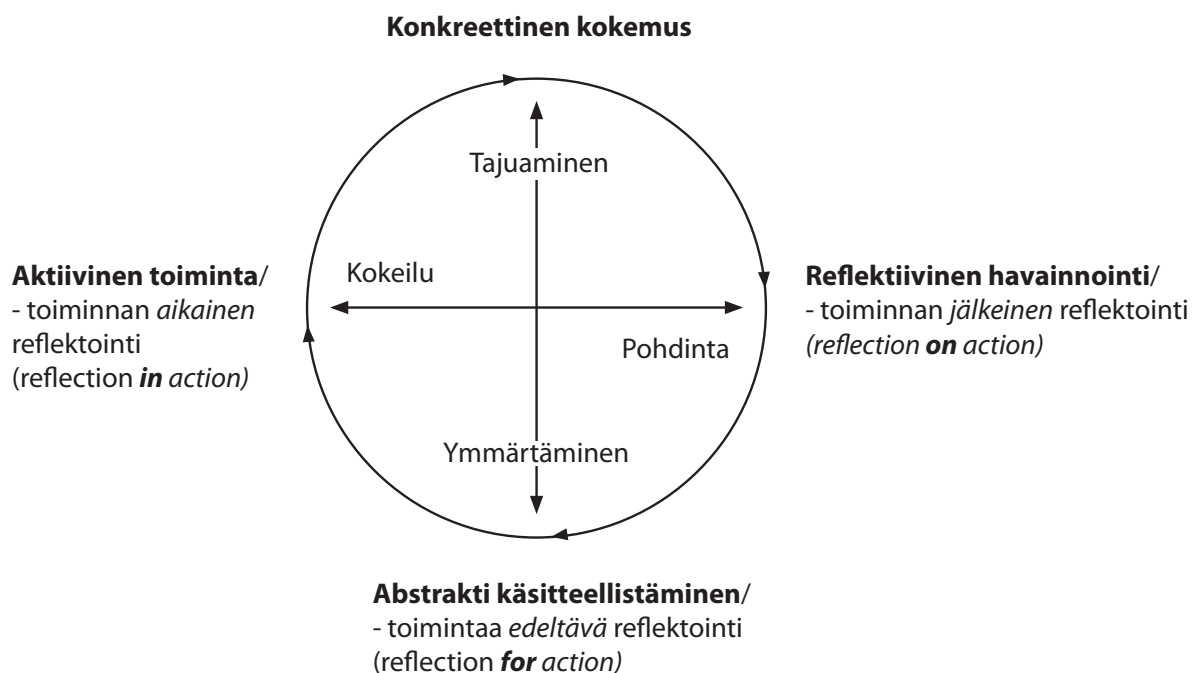 Konkreettinen kokemus
Tajuaminen
Aktiivinen toiminta/
- toiminnan aikainen
reflektointi
(reflection in action)
Kokeilu
Pohdinta
Reflektiivinen havainnointi/
- toiminnan jälkeinen reflektointi
(reflection on action)
Ymmärtäminen
Abstrakti käsitteellistäminen/
- toimintaa edeltävä reflektointi
(reflection for action)